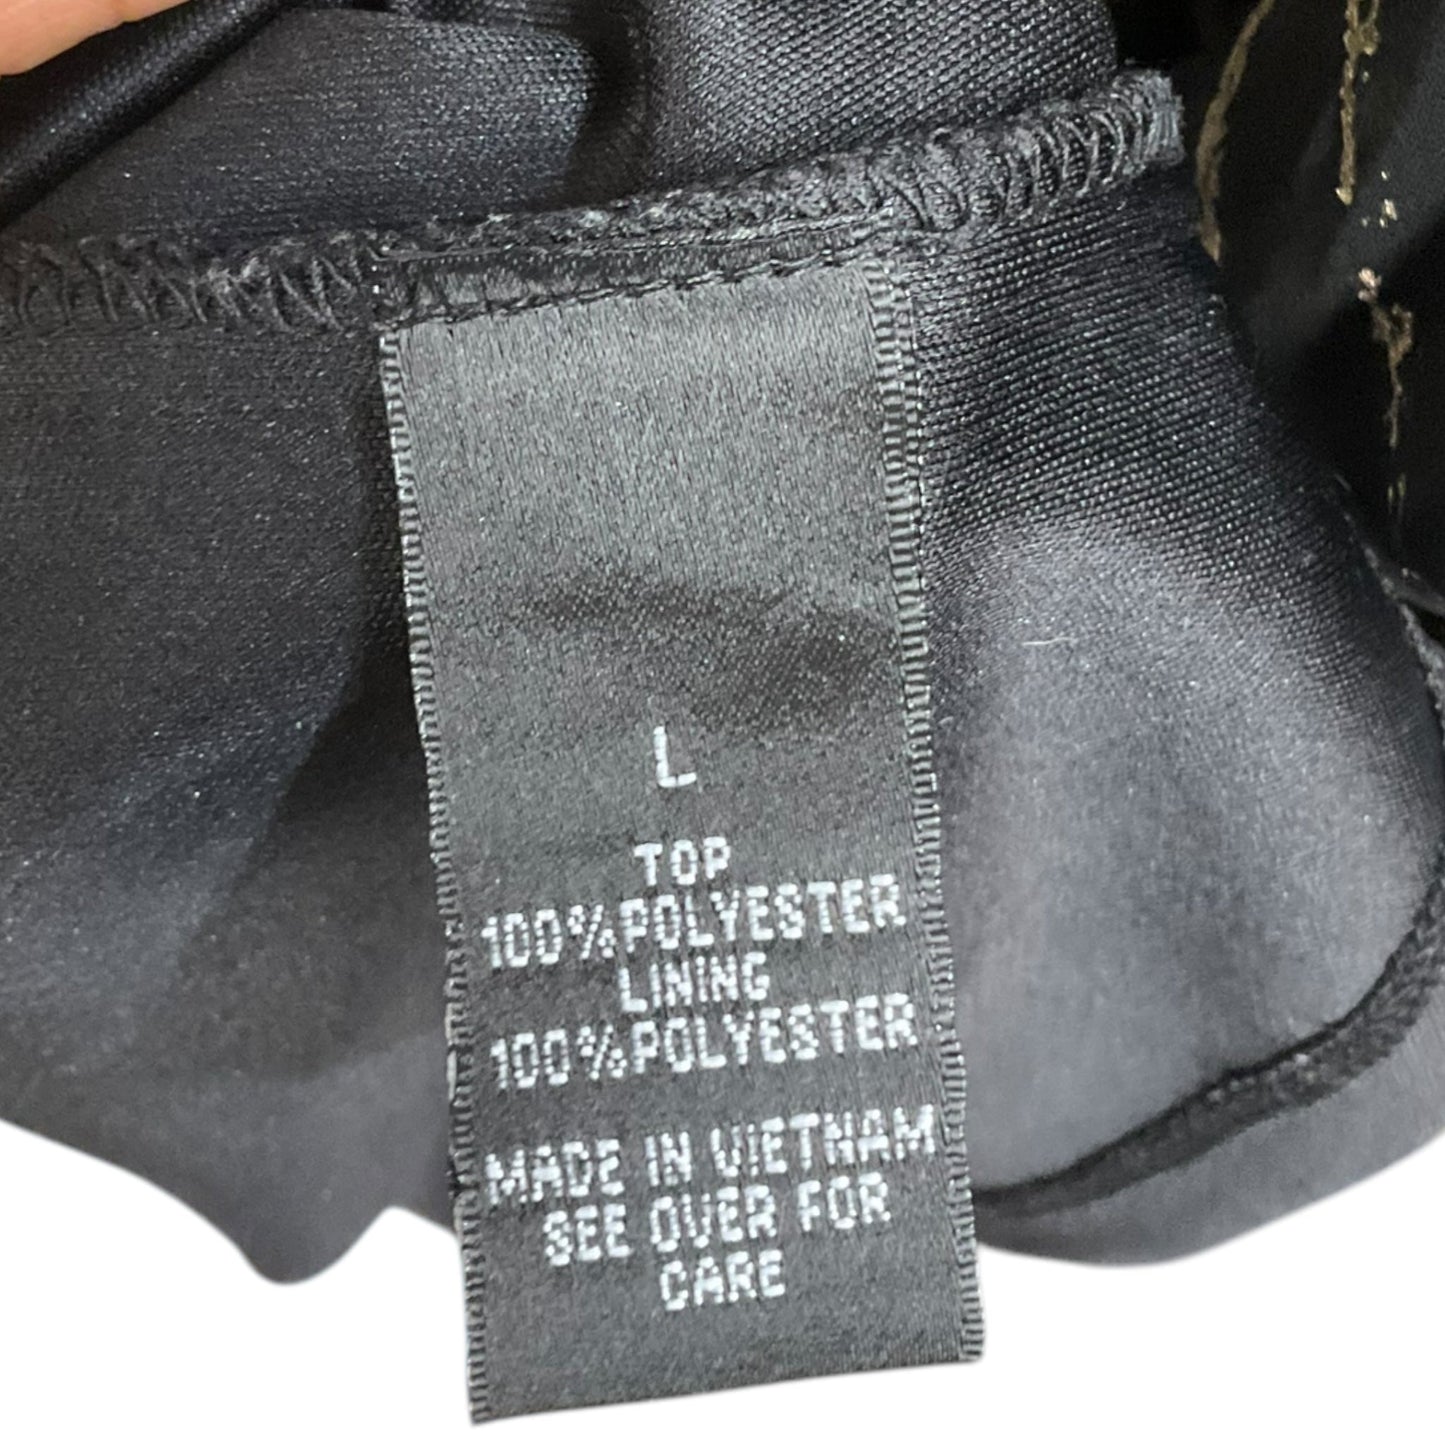 L
TOP
100%POLYESTER
LINING
100%POLYESTER
MADE IN VIETNAM
SEE OVER FOR
CARE